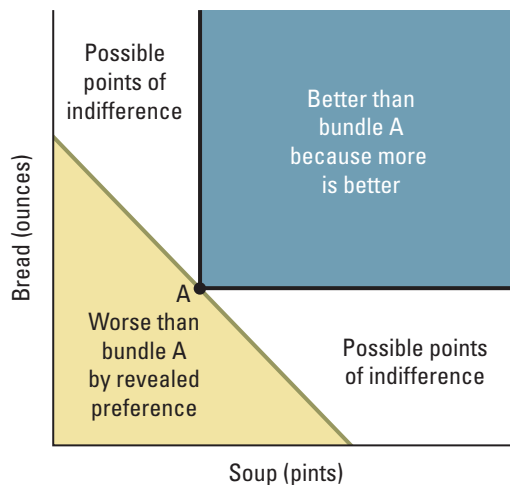 Possible
points of
indifference
Better than
bundle A
because more
is better
Bread (ounces)
A
Worse than
bundle A
by revealed
preference
Possible points
of indifference
Soup (pints)